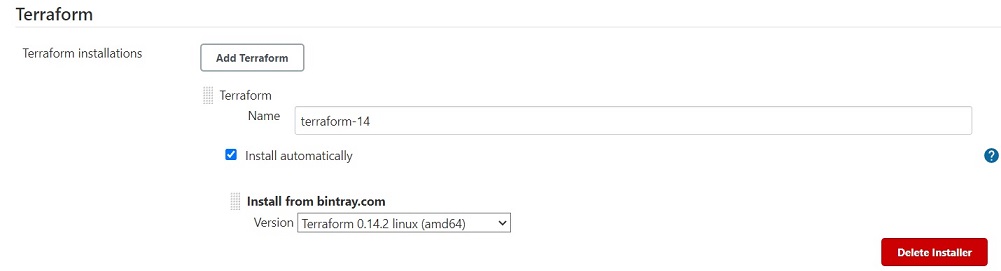 Terraform
Terraform installations
Add Terraform
Terraform
Name
terraform-14
Install automatically
?
Install from bintray.com
Version Terraform 0.14.2 linux (amd64)
Delete Installer